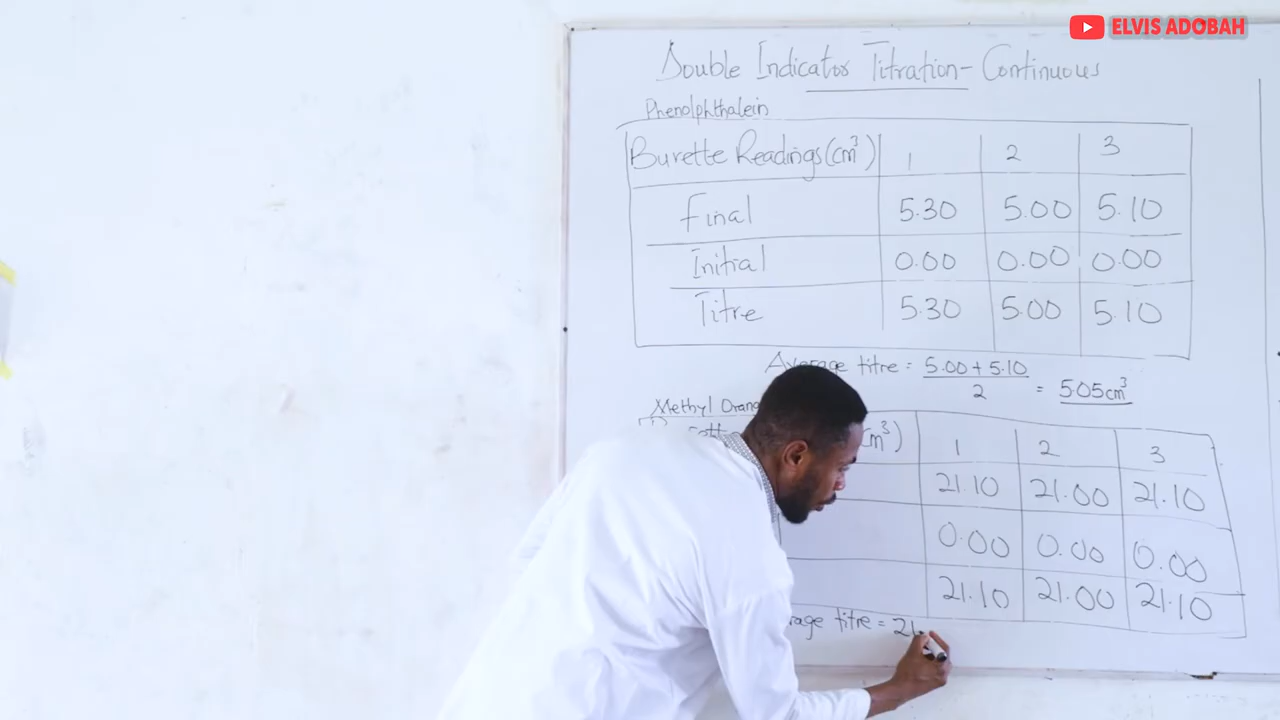 ELVIS ADOBAH
Double Indicator Titration - Continuous
Phenolphthalein
Burette Readings (cm³) 1 2 3
Final 5.30 5.00 5.10
Initial 0.00 0.00 0.00
Titre 5.30 5.00 5.10
Average titre = 5.00 + 5.10
2 = 5.05cm³
Methyl
1 2 3
21.10 21.00 21.10
0.00 0.00 0.00
21.10 21.00 21.10
titre = 21